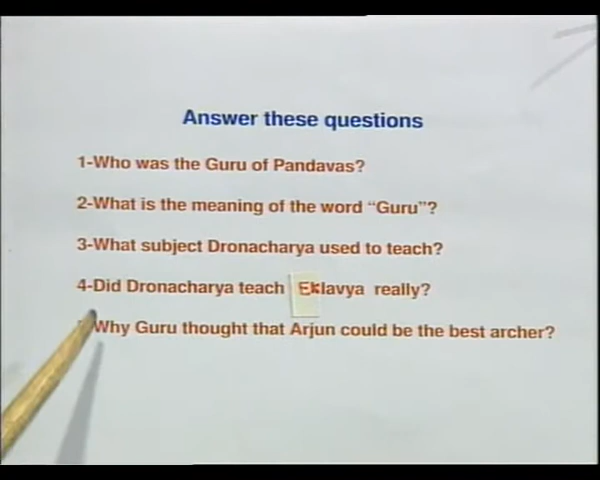 Answer these questions
1-Who was the Guru of Pandavas?
2-What is the meaning of the word “Guru”?
3-What subject Dronacharya used to teach?
4-Did Dronacharya teach Eklavya really?
-Why Guru thought that Arjun could be the best archer?